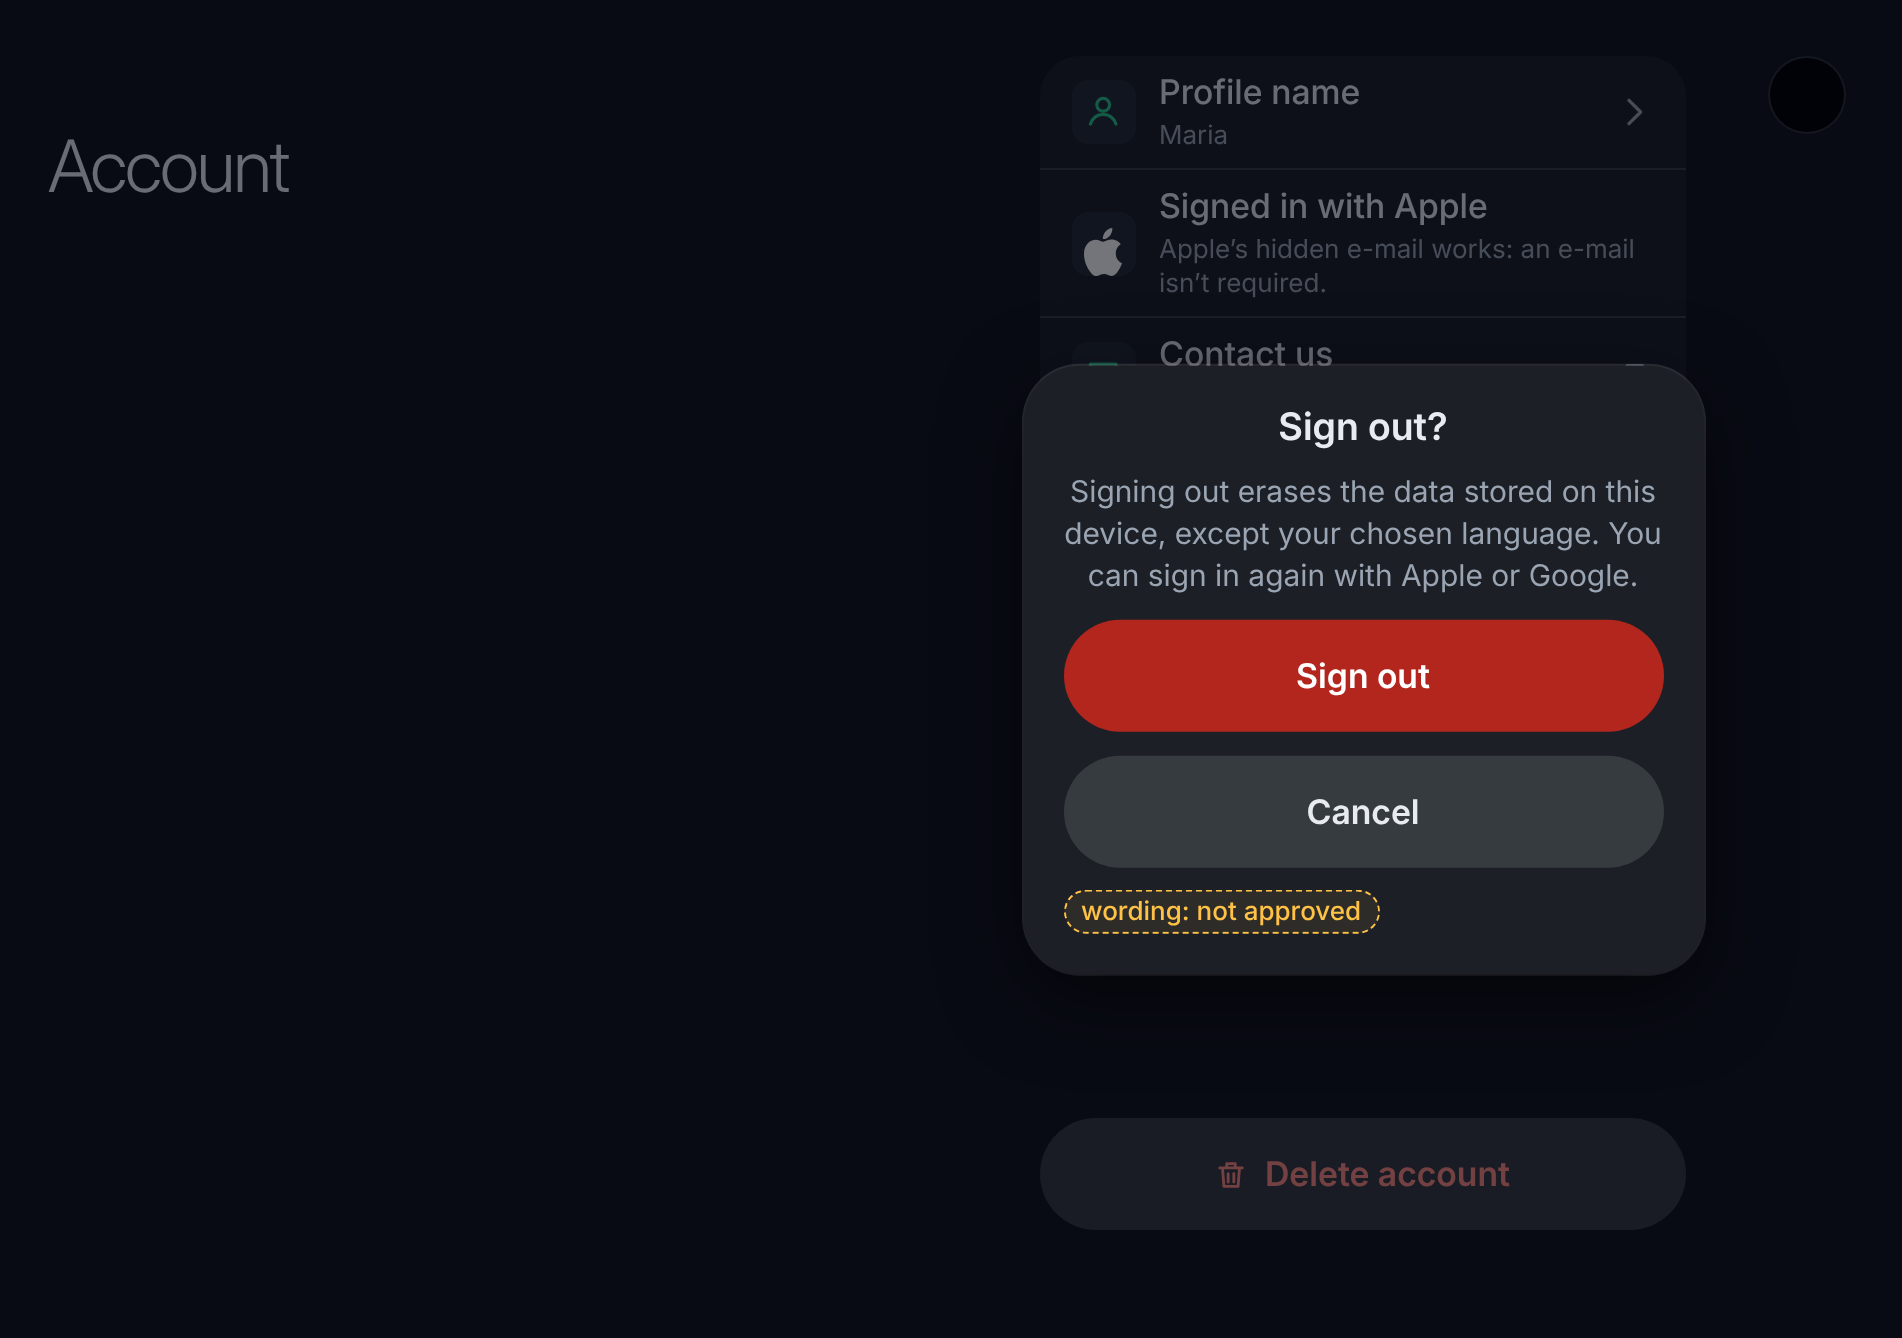 Account
Profile name
Maria
Signed in with Apple
Apple’s hidden e-mail works: an e-mail
isn’t required.
Contact us
Sign out?
Signing out erases the data stored on this
device, except your chosen language. You
can sign in again with Apple or Google.
Sign out
Cancel
wording: not approved
Delete account